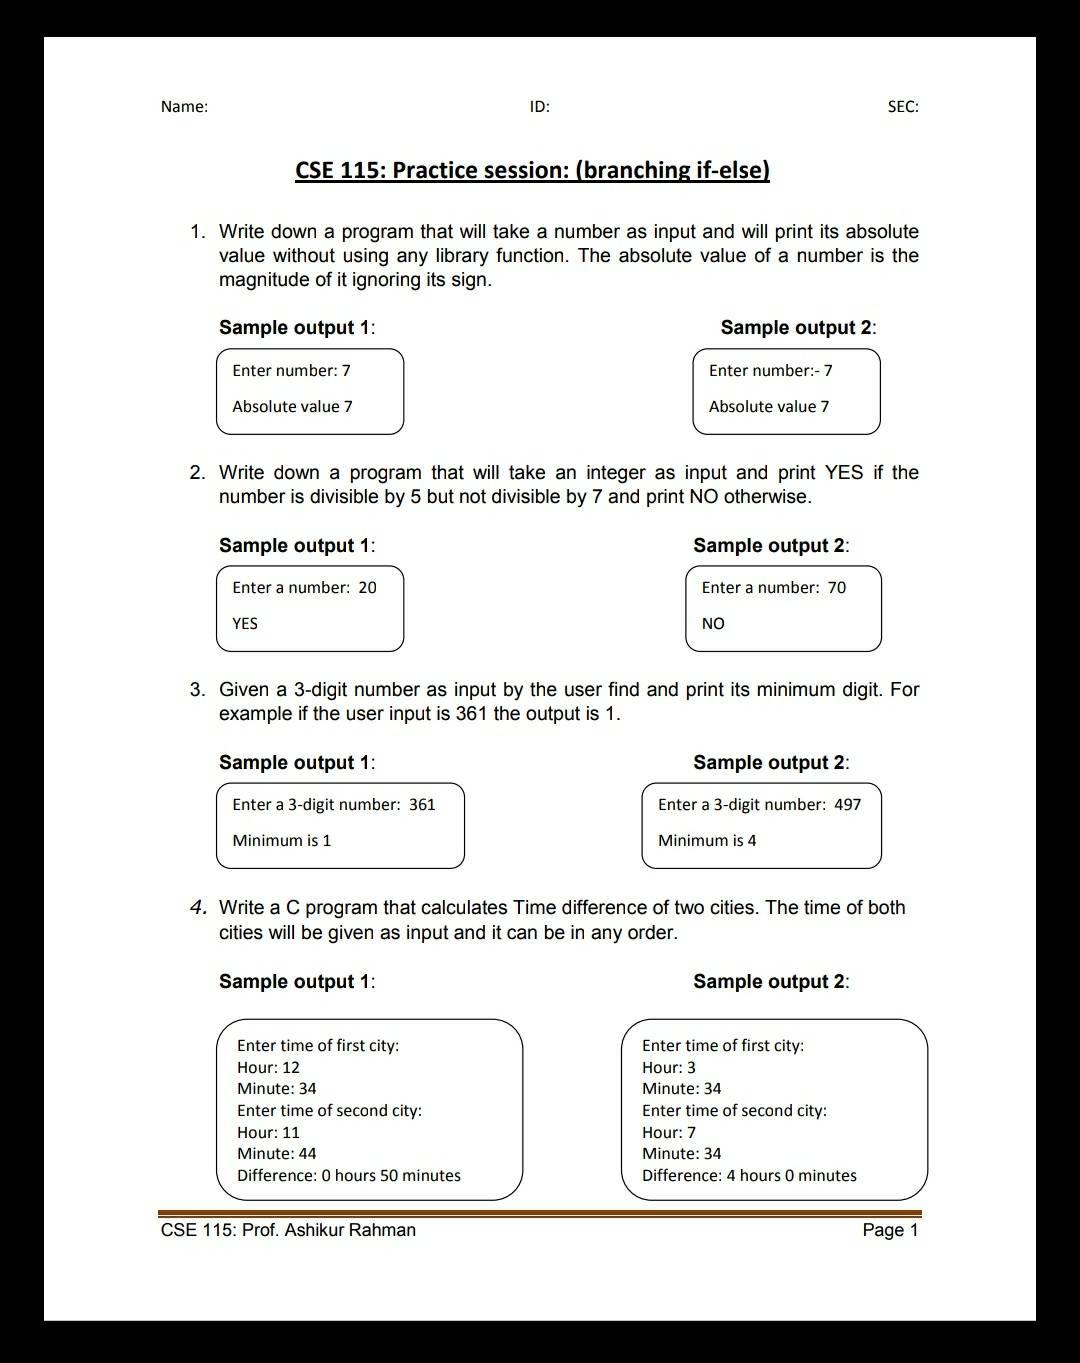 Name: ID: SEC:
CSE 115: Practice session: (branching if-else)
1. Write down a program that will take a number as input and will print its absolute
value without using any library function. The absolute value of a number is the
magnitude of it ignoring its sign.
Sample output 1: Sample output 2:
Enter number: 7 Enter number:- 7
Absolute value 7 Absolute value 7
2. Write down a program that will take an integer as input and print YES if the
number is divisible by 5 but not divisible by 7 and print NO otherwise.
Sample output 1: Sample output 2:
Enter a number: 20 Enter a number: 70
YES NO
3. Given a 3-digit number as input by the user find and print its minimum digit. For
example if the user input is 361 the output is 1.
Sample output 1: Sample output 2:
Enter a 3-digit number: 361 Enter a 3-digit number: 497
Minimum is 1 Minimum is 4
4. Write a C program that calculates Time difference of two cities. The time of both
cities will be given as input and it can be in any order.
Sample output 1: Sample output 2:
Enter time of first city: Enter time of first city:
Hour: 12 Hour: 3
Minute: 34 Minute: 34
Enter time of second city: Enter time of second city:
Hour: 11 Hour: 7
Minute: 44 Minute: 34
Difference: 0 hours 50 minutes Difference: 4 hours 0 minutes
CSE 115: Prof. Ashikur Rahman Page 1